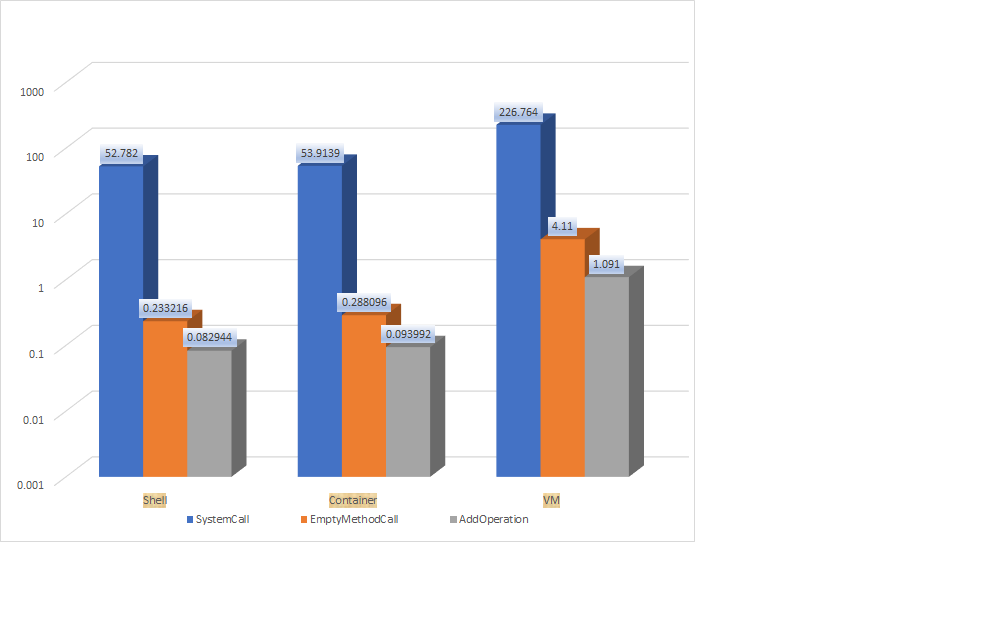 1000
226.764
52.782
53.9139
100
10
4.11
1.091
1
0.233216
0.288096
0.082944
0.093992
0.1
0.01
0.001
Shell
Container
VM
SystemCall
EmptyMethodCall
AddOperation